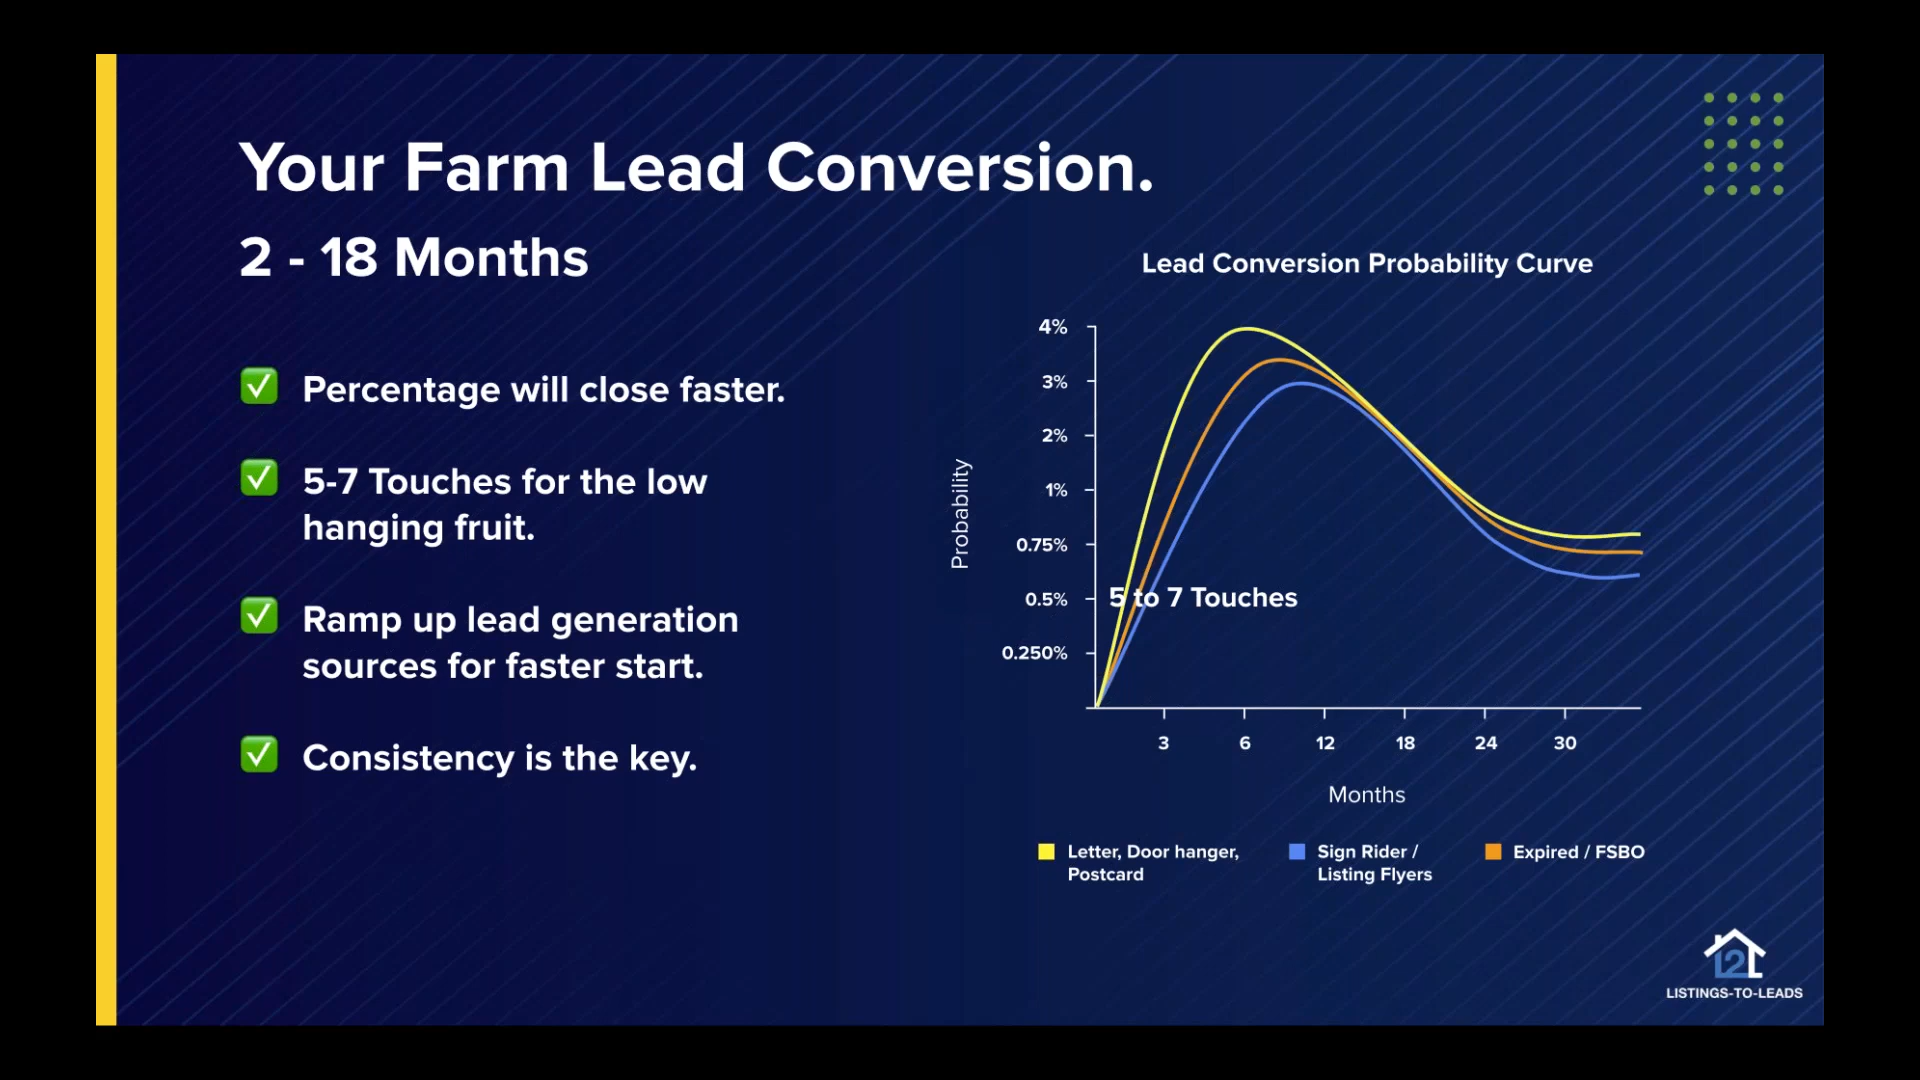 Your Farm Lead Conversion.
2 - 18 Months
Percentage will close faster.
5-7 Touches for the low
hanging fruit.
Ramp up lead generation
sources for faster start.
Consistency is the key.
Lead Conversion Probability Curve
Probability
4%
3%
2%
1%
0.75%
0.5%
0.250%
5 to 7 Touches
3 6 12 18 24 30
Months
Letter, Door hanger,
Postcard
Sign Rider /
Listing Flyers
Expired / FSBO
L2L
LISTINGS-TO-LEADS